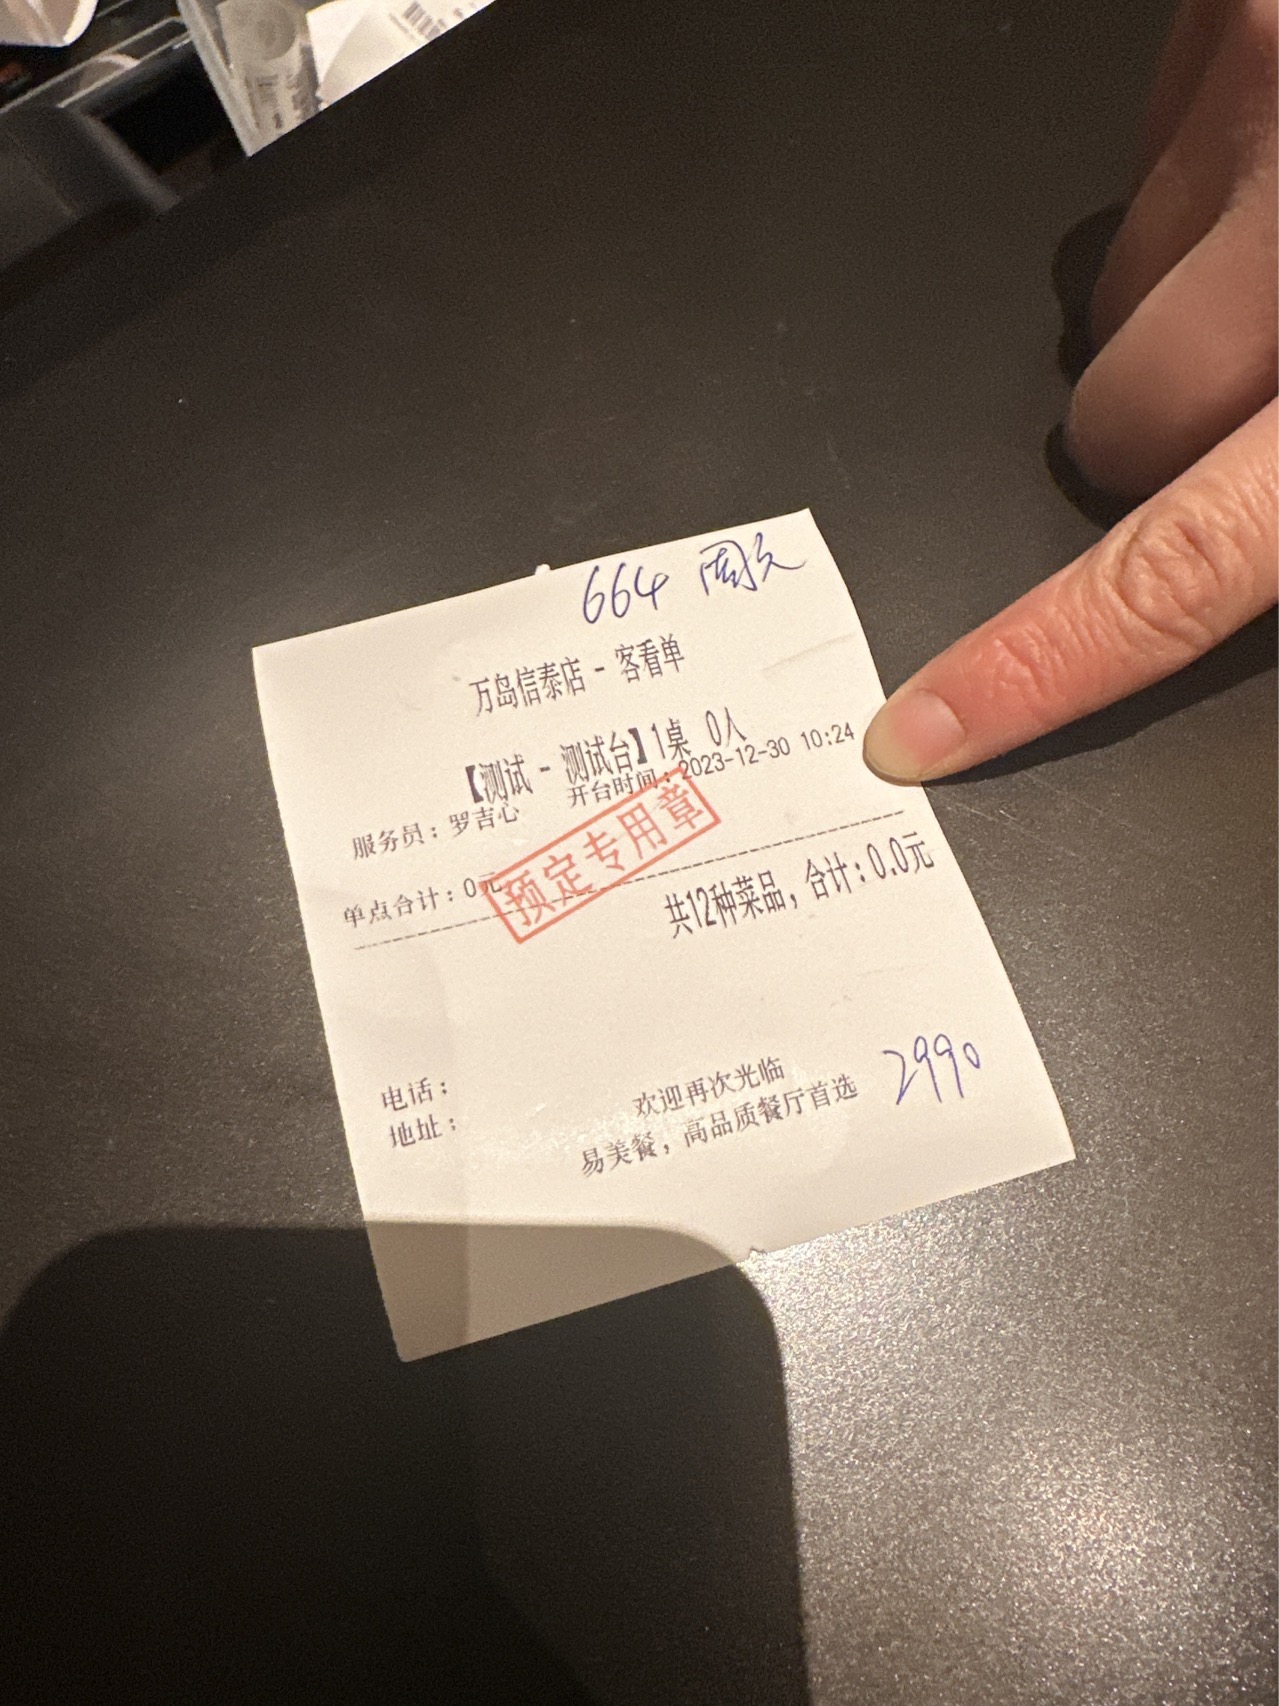 664 周久
万岛信泰店 - 客看单
【测试 - 测试台】1桌 0人
服务员：罗吉心 开台时间：2023-12-30 10:24
预定专用章
单点合计：0元
共12种菜品，合计：0.0元
电话：
地址：
欢迎再次光临
易美餐，高品质餐厅首选
2990